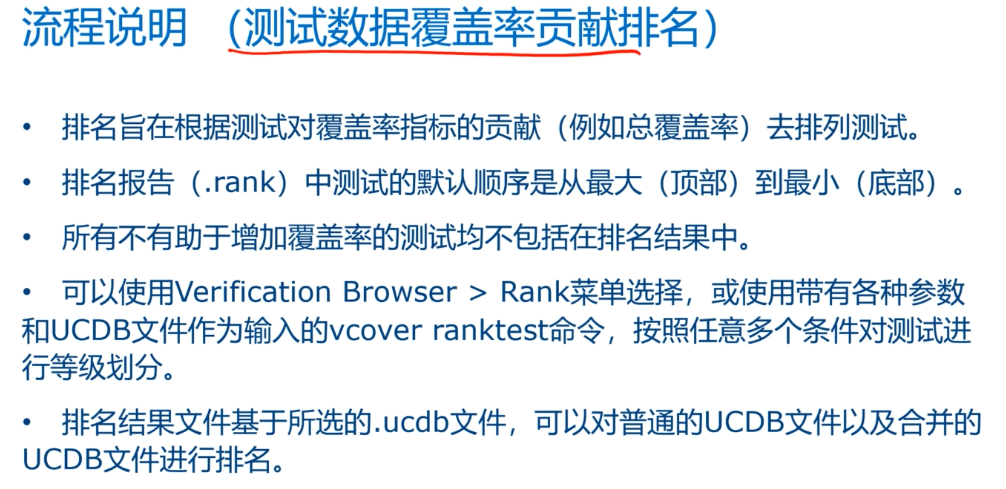 流程说明 （测试数据覆盖率贡献排名）
• 排名旨在根据测试对覆盖率指标的贡献（例如总覆盖率）去排列测试。
• 排名报告（.rank）中测试的默认顺序是从最大（顶部）到最小（底部）。
• 所有不有助于增加覆盖率的测试均不包括在排名结果中。
• 可以使用Verification Browser > Rank菜单选择，或使用带有各种参数
和UCDB文件作为输入的vcover ranktest命令，按照任意多个条件对测试进
行等级划分。
• 排名结果文件基于所选的.ucdb文件，可以对普通的UCDB文件以及合并的
UCDB文件进行排名。